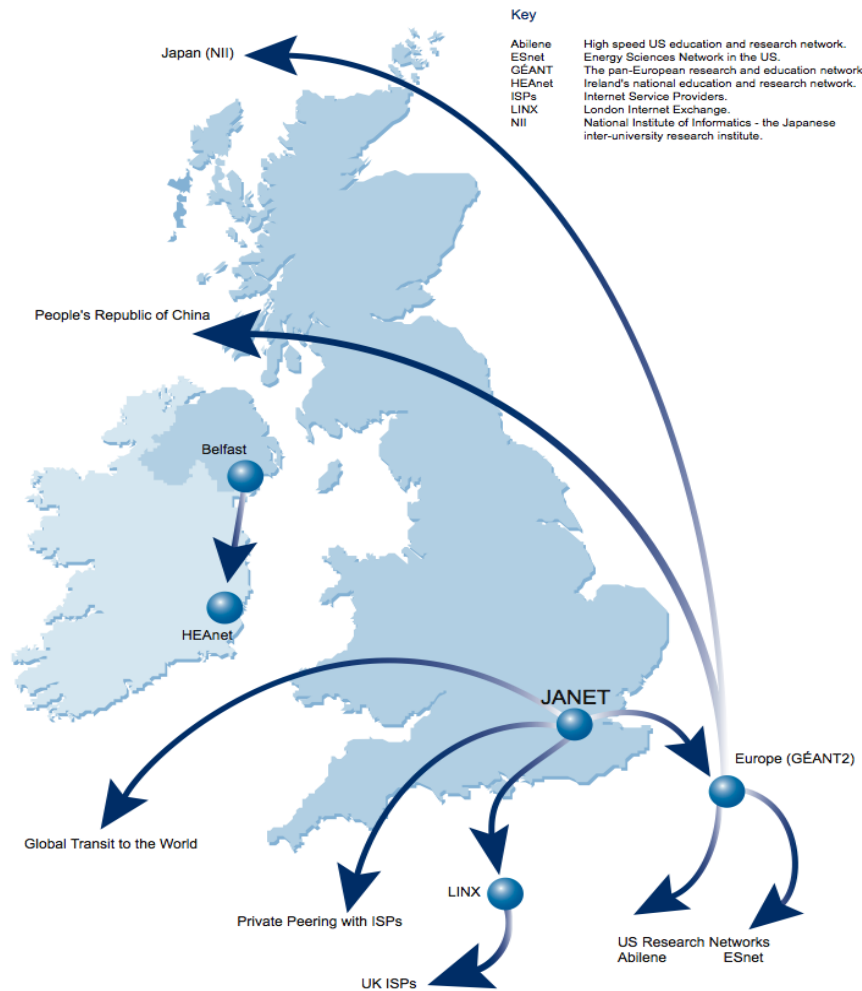 Key
Abilene High speed US education and research network.
ESnet Energy Sciences Network in the US.
GÉANT The pan-European research and education network
HEAnet Ireland's national education and research network.
ISPs Internet Service Providers.
LINX London Internet Exchange.
NII National Institute of Informatics - the Japanese
inter-university research institute.
Japan (NII)
People's Republic of China
Belfast
HEAnet
JANET
Europe (GÉANT2)
Global Transit to the World
LINX
Private Peering with ISPs
US Research Networks
Abilene ESnet
UK ISPs